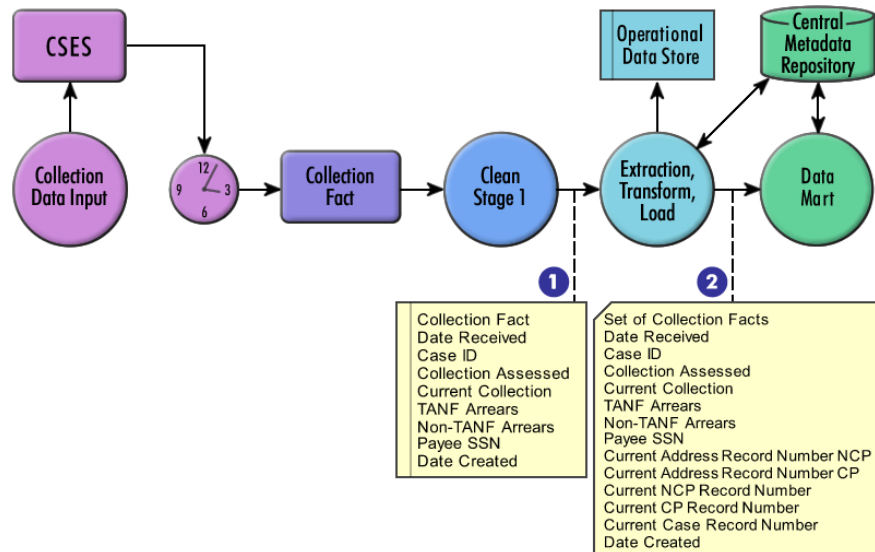 CSES
Collection
Data Input
12
9
3
6
Collection
Fact
Clean
Stage 1
Operational
Data Store
Extraction,
Transform,
Load
Central
Metadata
Repository
Data
Mart
1
Collection Fact
Date Received
Case ID
Collection Assessed
Current Collection
TANF Arrears
Non-TANF Arrears
Payee SSN
Date Created
2
Set of Collection Facts
Date Received
Case ID
Collection Assessed
Current Collection
TANF Arrears
Non-TANF Arrears
Payee SSN
Current Address Record Number NCP
Current Address Record Number CP
Current NCP Record Number
Current CP Record Number
Current Case Record Number
Date Created